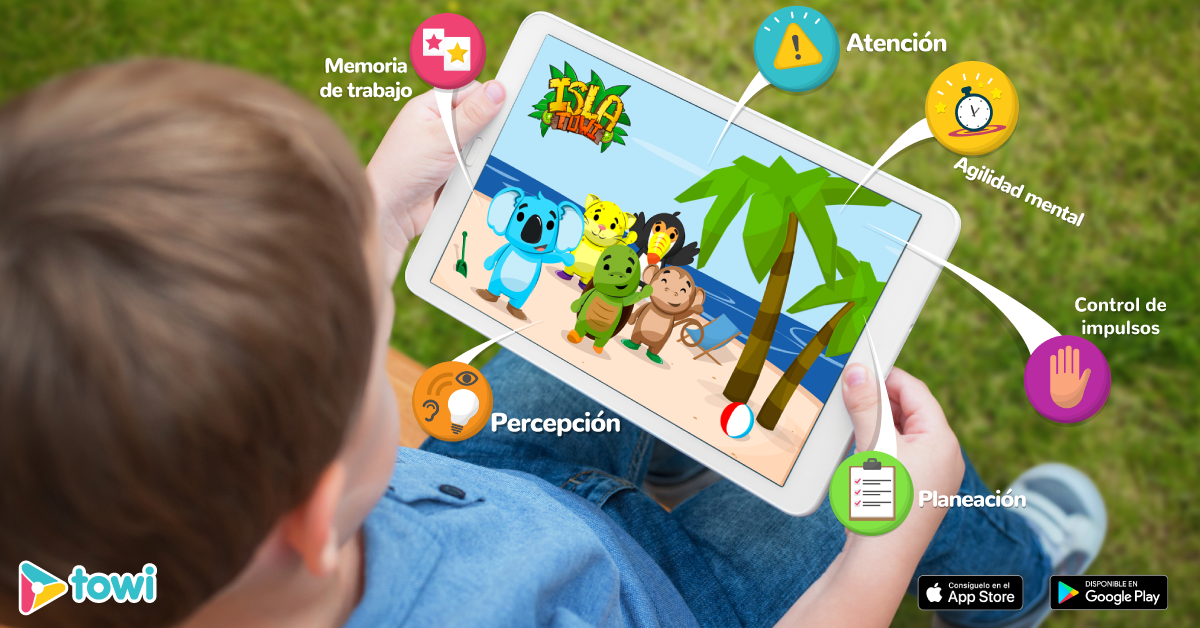 Memoria
de trabajo
Atención
Agilidad mental
ISLA
TOWI
Control de
impulsos
Percepción
Planeación
towi
Consíguelo en el
App Store
DISPONIBLE EN
Google Play